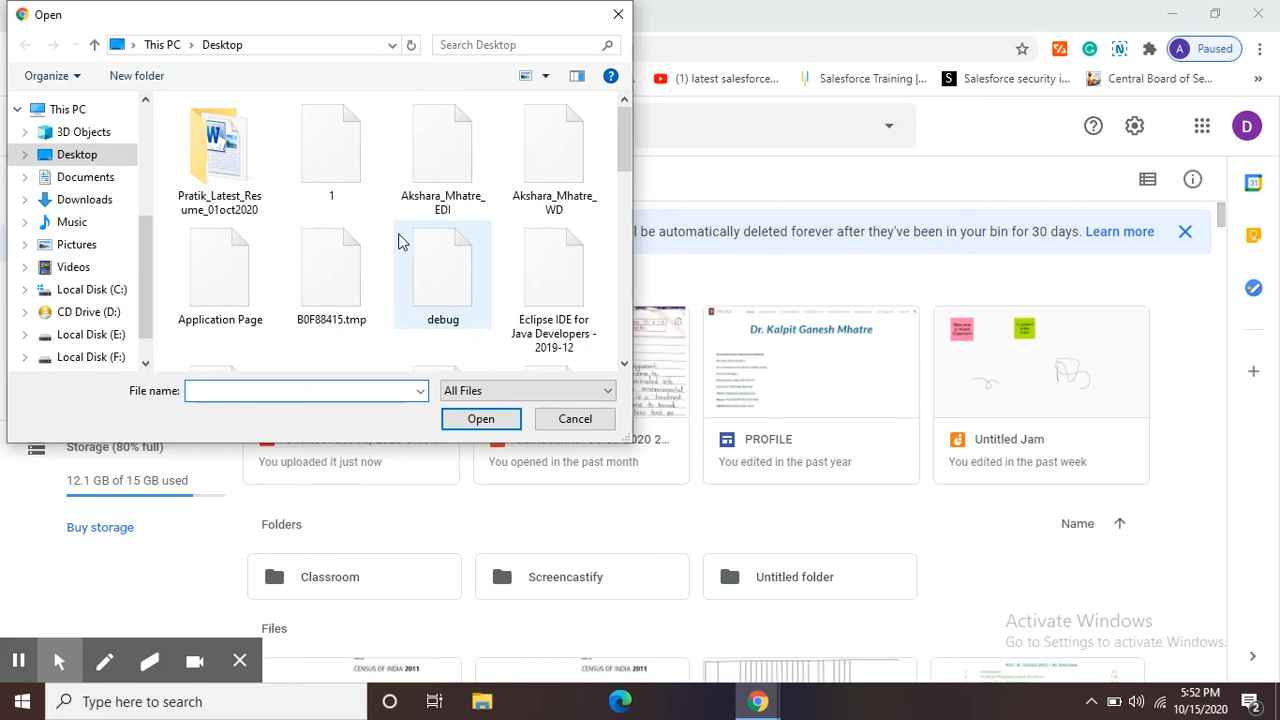 Open
This PC > Desktop
Search Desktop
Organize
New folder
This PC
3D Objects
Desktop
Documents
Downloads
Music
Pictures
Videos
Local Disk (C:)
CD Drive (D:)
Local Disk (E:)
Local Disk (F:)
Pratik_Latest_Res
ume_01oct2020
1
Akshara_Mhatre_
EDI
Akshara_Mhatre_
WD
Application Page
B0F88415.tmp
debug
Eclipse IDE for
Java Developers -
2019-12
File name:
All Files
Open
Cancel
A
Paused
(1) latest salesforce...
Salesforce Training |...
S
Salesforce security i...
Central Board of Se...
D
l be automatically deleted forever after they've been in your bin for 30 days. Learn more
PROFILE
Dr. Kalpit Ganesh Mhatre
2020 2...
PROFILE
Untitled Jam
You uploaded it just now
You opened in the past month
You edited in the past year
You edited in the past week
Storage (80% full)
12.1 GB of 15 GB used
Buy storage
Folders
Name
Classroom
Screencastify
Untitled folder
Files
CENSUS OF INDIA 2011
CENSUS OF INDIA 2011
Activate Windows
Go to Settings to activate Windows.
Type here to search
5:52 PM
10/15/2020
2